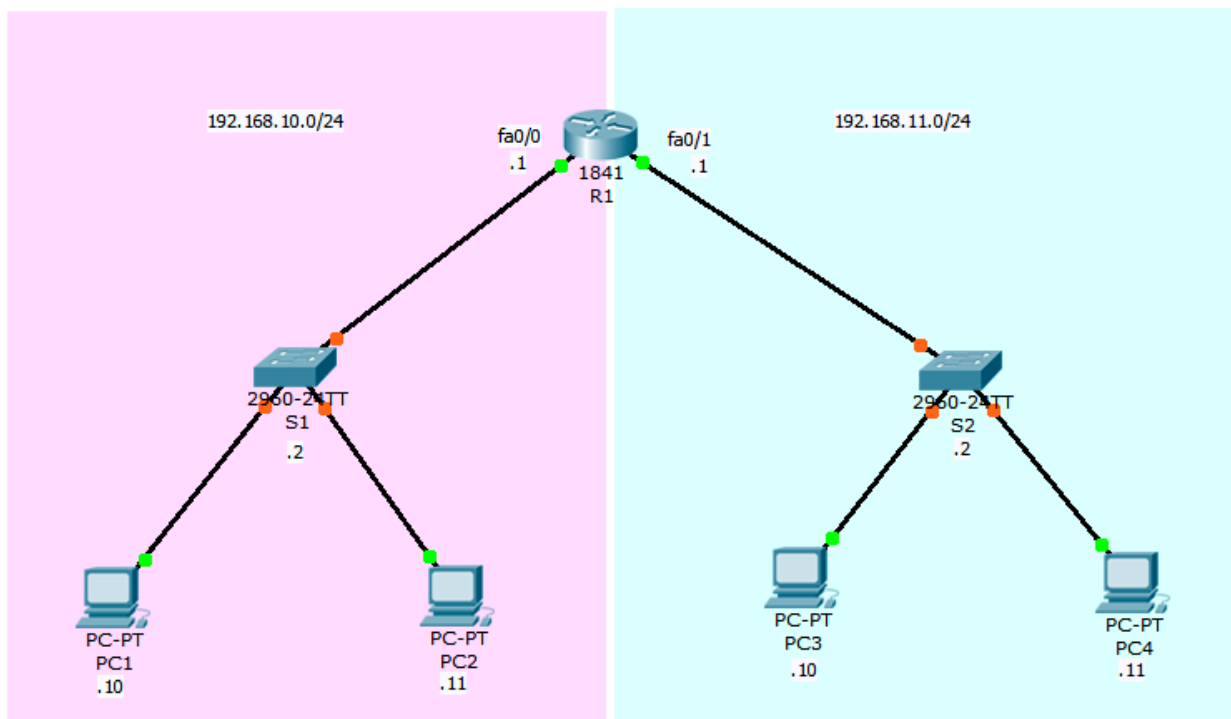 192.168.10.0/24
fa0/0
.1
1841
R1
fa0/1
.1
192.168.11.0/24
2960-24TT
S1
.2
2960-24TT
S2
.2
PC-PT
PC1
.10
PC-PT
PC2
.11
PC-PT
PC3
.10
PC-PT
PC4
.11